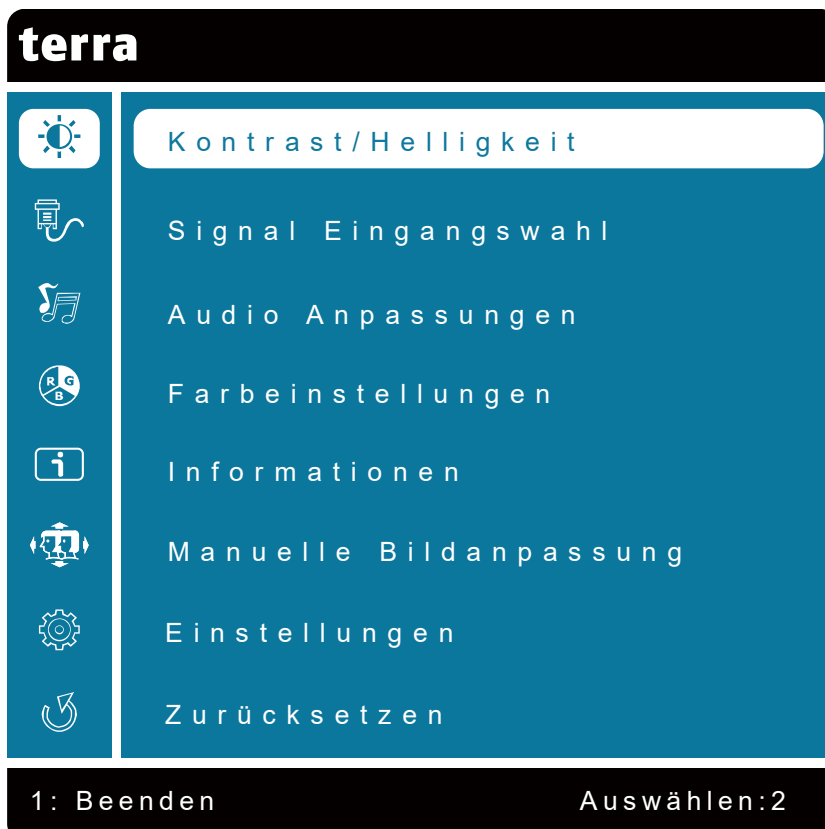 terra
Kontrast/Helligkeit
Signal Eingangswahl
Audio Anpassungen
R G
B
Farbeinstellungen
i
Informationen
Manuelle Bildanpassung
Einstellungen
Zurücksetzen
1: Beenden
Auswählen:2